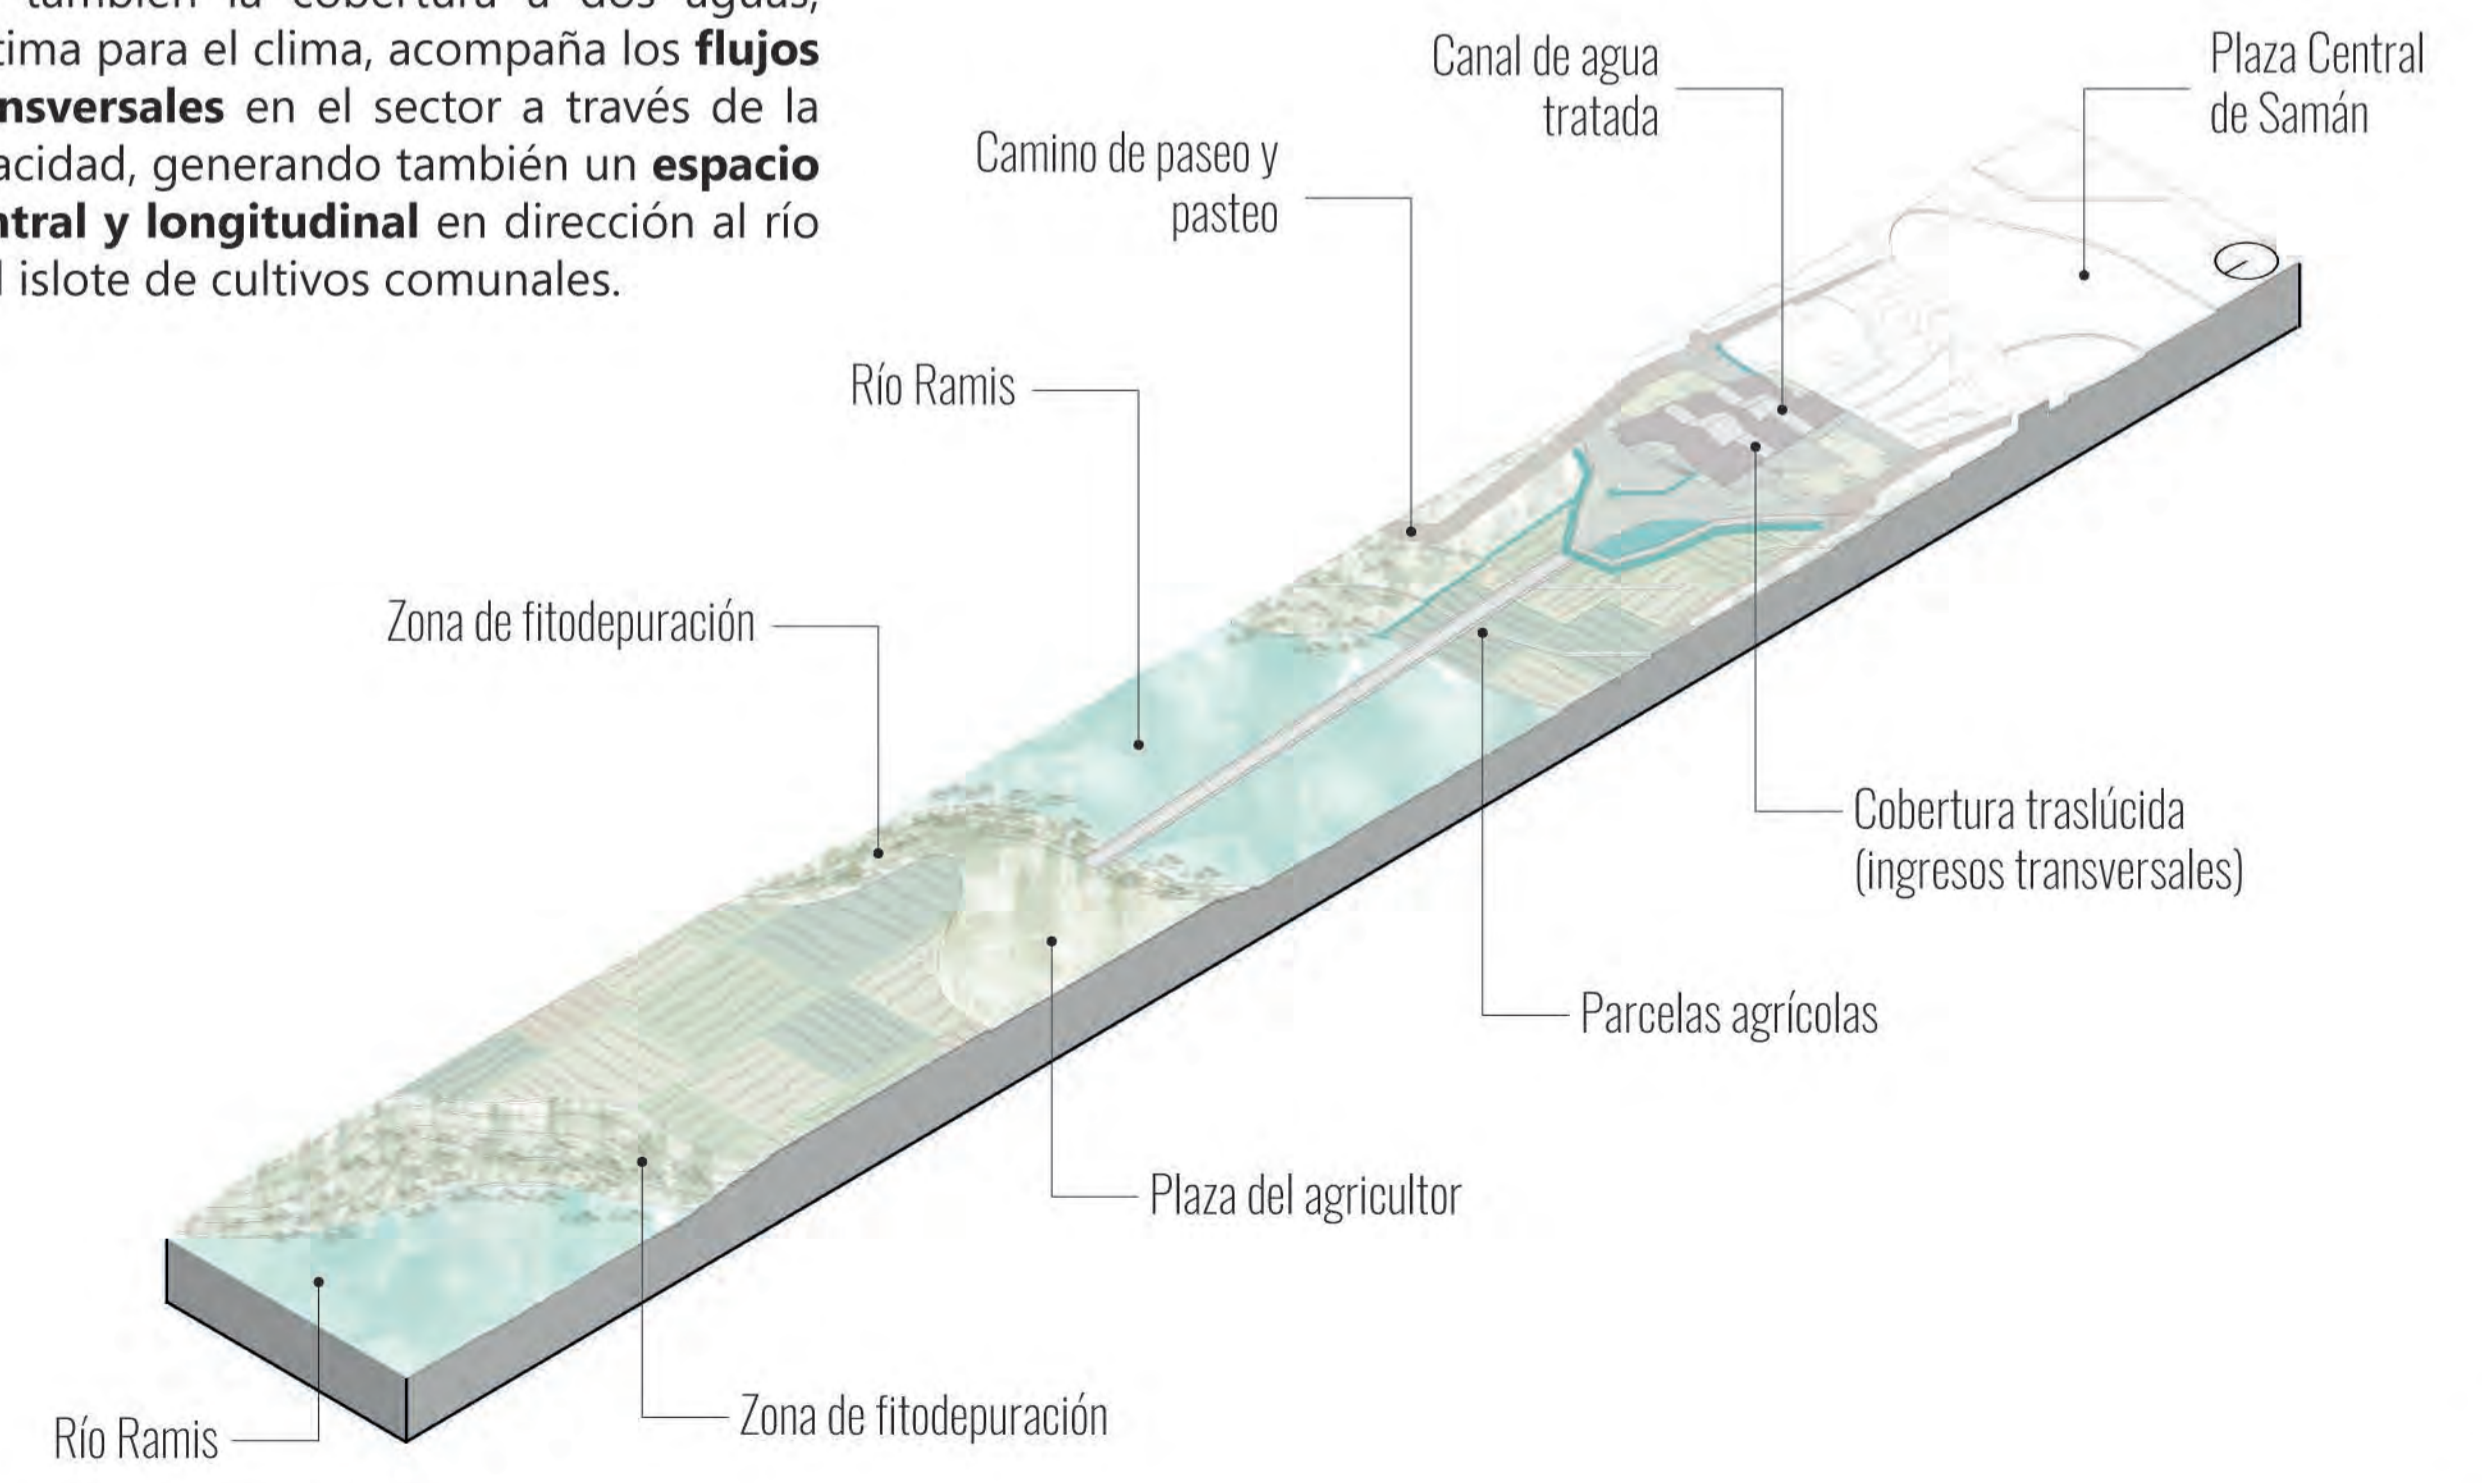 también la cobertura a dos aguas,
tima para el clima, acompaña los flujos
nsversales en el sector a través de la
acidad, generando también un espacio
ntral y longitudinal en dirección al río
l islote de cultivos comunales.
Canal de agua
tratada
Plaza Central
de Samán
Camino de paseo y
pasteo
Río Ramis
Zona de fitodepuración
Cobertura traslúcida
(ingresos transversales)
Parcelas agrícolas
Plaza del agricultor
Zona de fitodepuración
Río Ramis